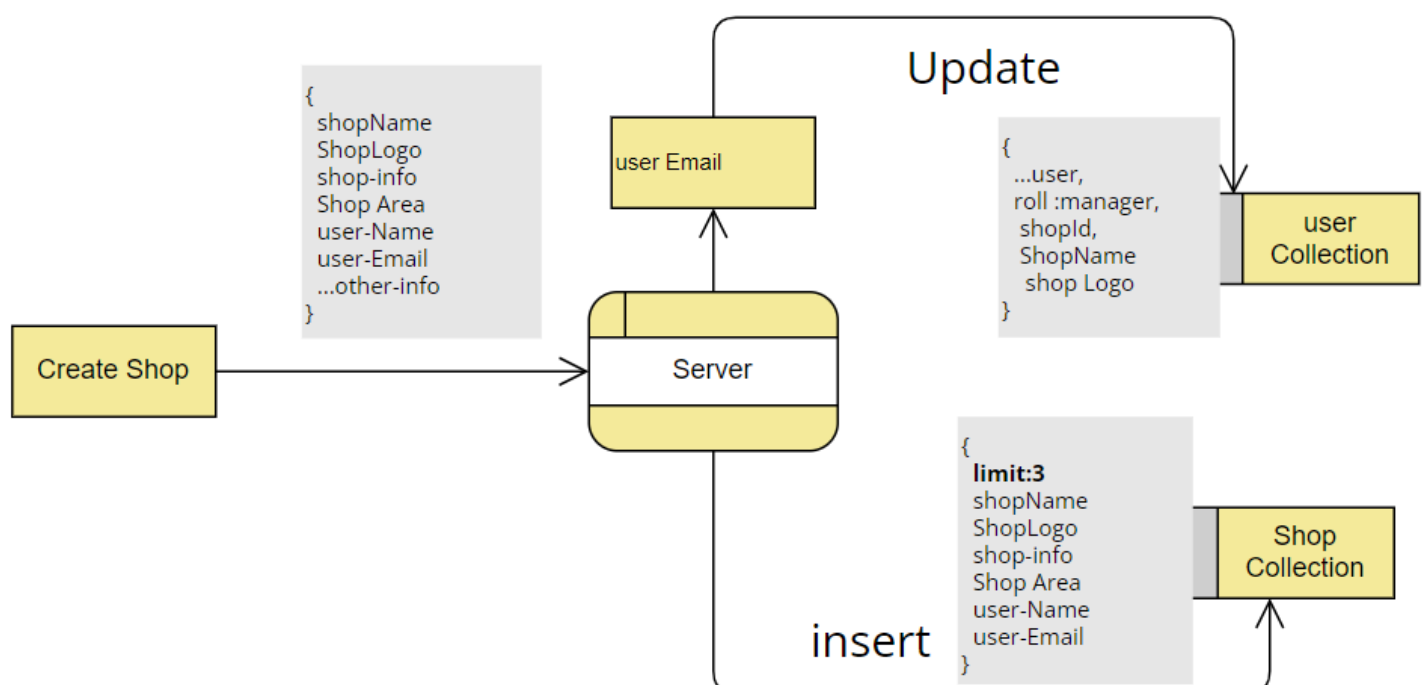 Update
{
shopName
ShopLogo
shop-info
Shop Area
user-Name
user-Email
...other-info
}
user Email
{
...user,
roll :manager,
shopId,
ShopName
shop Logo
}
user
Collection
Create Shop
Server
{
limit:3
shopName
ShopLogo
shop-info
Shop Area
user-Name
user-Email
}
Shop
Collection
insert